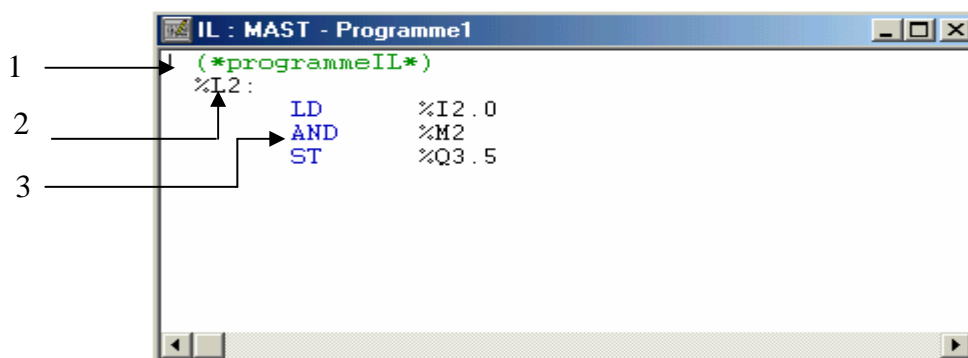 IL : MAST - Programme1
1
! (*programmeIL*)
%L2:
2
LD %I2.0
3
AND %M2
ST %Q3.5